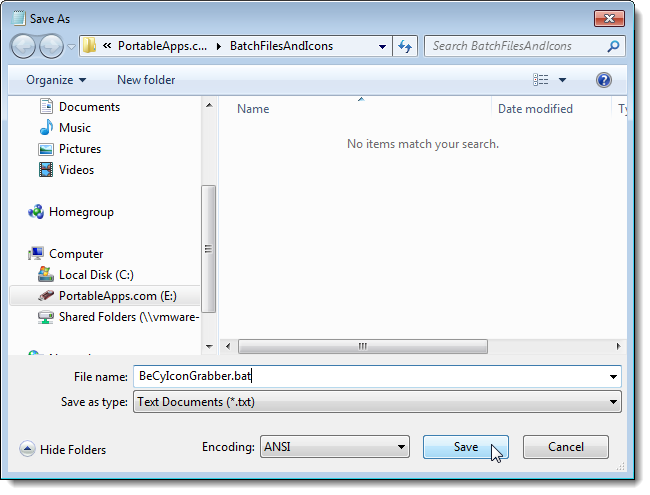 Save As
« PortableApps.c... ▸ BatchFilesAndIcons
Search BatchFilesAndIcons
Organize
New folder
Documents
Music
Pictures
Videos
Homegroup
Computer
Local Disk (C:)
PortableApps.com (E:)
Shared Folders (\\vmware-
Name
Date modified
Ty
No items match your search.
File name:
BeCyIconGrabber.bat
Save as type:
Text Documents (*.txt)
Hide Folders
Encoding:
ANSI
Save
Cancel